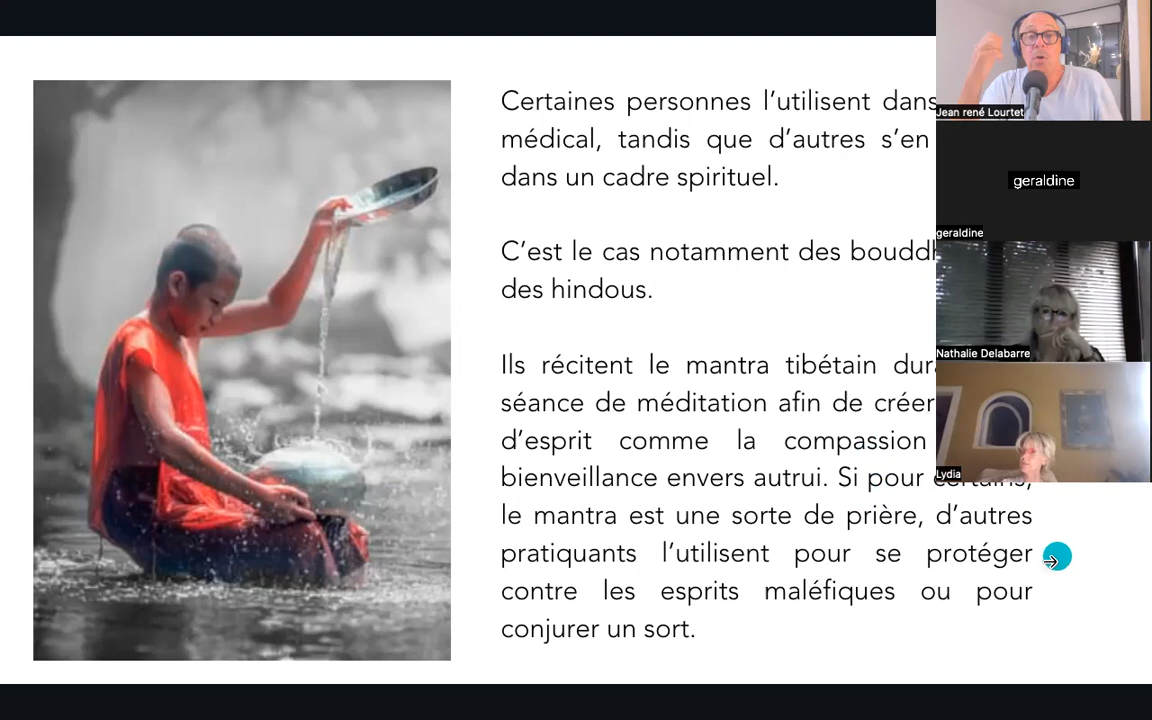 Certaines personnes l’utilisent dans
médical, tandis que d’autres s’en
dans un cadre spirituel.
C’est le cas notamment des
des hindous.
Ils récitent le mantra tibétain
séance de méditation afin de créer
d’esprit comme la compassion
bienveillance envers autrui. Si pour certains,
le mantra est une sorte de prière, d’autres
pratiquants l’utilisent pour se protéger
contre les esprits maléfiques ou pour
conjurer un sort.
Jean rené Lourtet
geraldine
geraldine
Nathalie Delabarre
Lydia